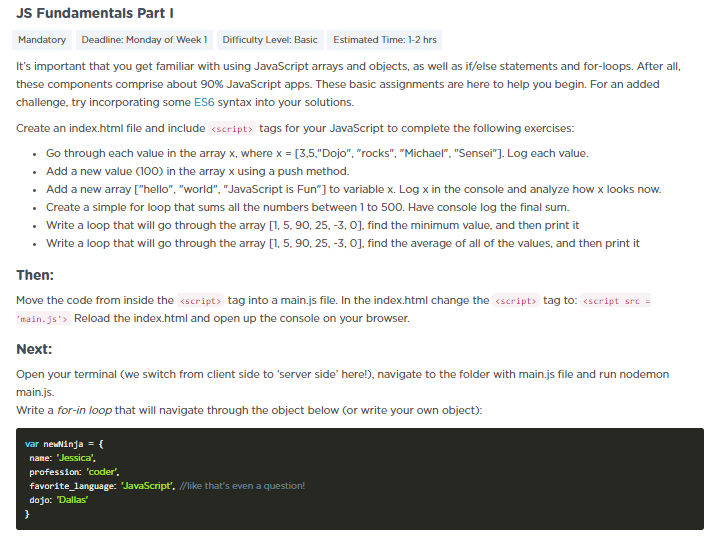 JS Fundamentals Part I
Mandatory Deadline: Monday of Week 1 Difficulty Level: Basic Estimated Time: 1-2 hrs
It's important that you get familiar with using JavaScript arrays and objects, as well as if/else statements and for-loops. After all,
these components comprise about 90% JavaScript apps. These basic assignments are here to help you begin. For an added
challenge, try incorporating some ES6 syntax into your solutions.
Create an index.html file and include <script> tags for your JavaScript to complete the following exercises:
• Go through each value in the array x, where x = [3,5,"Dojo", "rocks", "Michael", "Sensei"]. Log each value.
• Add a new value (100) in the array x using a push method.
• Add a new array ["hello", "world", "JavaScript is Fun"] to variable x. Log x in the console and analyze how x looks now.
• Create a simple for loop that sums all the numbers between 1 to 500. Have console log the final sum.
• Write a loop that will go through the array [1, 5, 90, 25, -3, 0], find the minimum value, and then print it
• Write a loop that will go through the array [1, 5, 90, 25, -3, 0], find the average of all of the values, and then print it
Then:
Move the code from inside the <script> tag into a main.js file. In the index.html change the <script> tag to: <script src =
'main.js'> Reload the index.html and open up the console on your browser.
Next:
Open your terminal (we switch from client side to 'server side' here!), navigate to the folder with main.js file and run nodemon
main.js.
Write a for-in loop that will navigate through the object below (or write your own object):
var newNinja = {
name: 'Jessica',
profession: 'coder',
favorite_language: 'JavaScript', //like that's even a question!
dojo: 'Dallas'
}